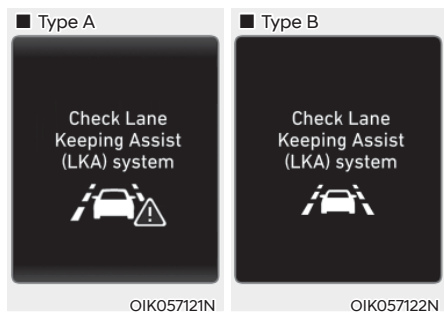 ■ Type A
Check Lane
Keeping Assist
(LKA) system
OIK057121N
■ Type B
Check Lane
Keeping Assist
(LKA) system
OIK057122N